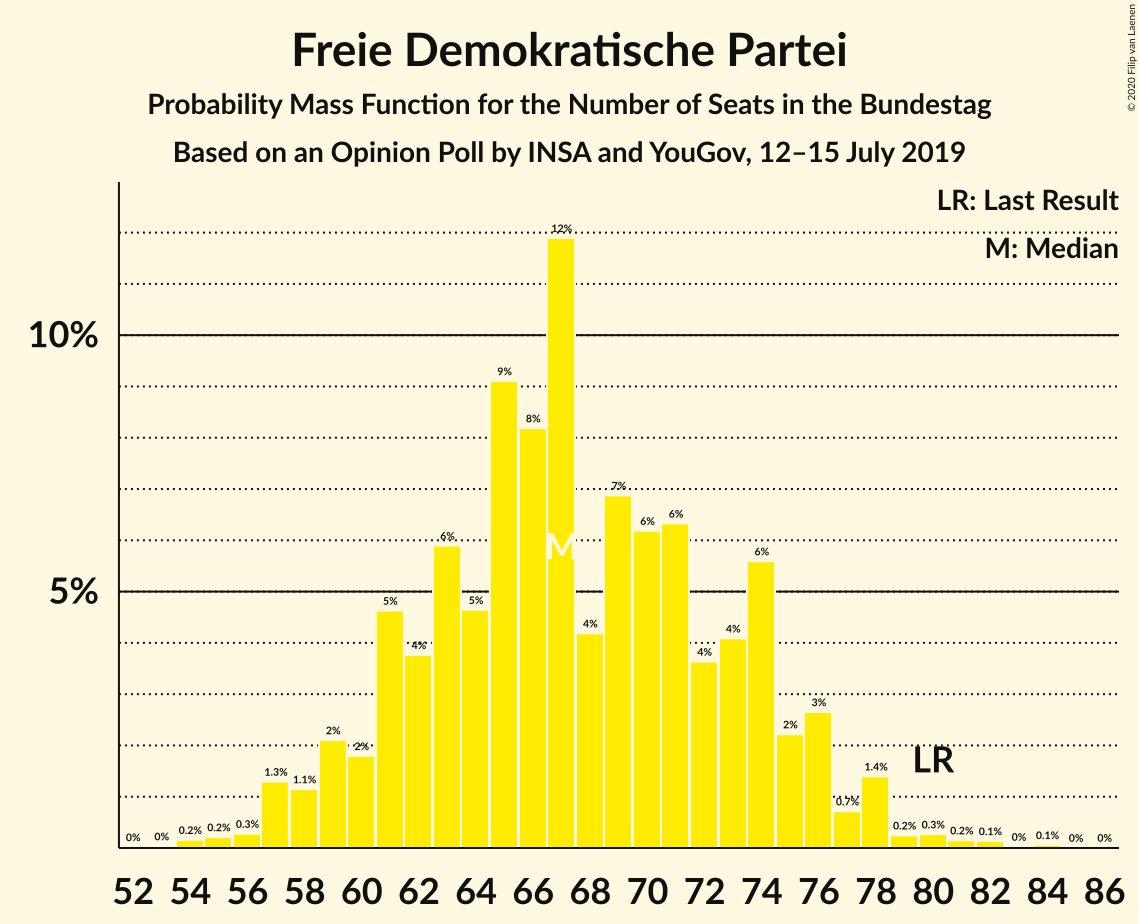 © 2020 Filip van Laenen
Freie Demokratische Partei
Probability Mass Function for the Number of Seats in the Bundestag
Based on an Opinion Poll by INSA and YouGov, 12–15 July 2019
LR: Last Result
M: Median
10%
5%
0% 0% 0.2% 0.2% 0.3% 1.3% 1.1% 2% 2% 5% 4% 6% 5% 9% 8% 12% 4% 7% 6% 6% 4% 4% 6% 2% 3% 0.7% 1.4% 0.2% 0.3% 0.2% 0.1% 0% 0.1% 0% 0%
M
LR
52 54 56 58 60 62 64 66 68 70 72 74 76 78 80 82 84 86